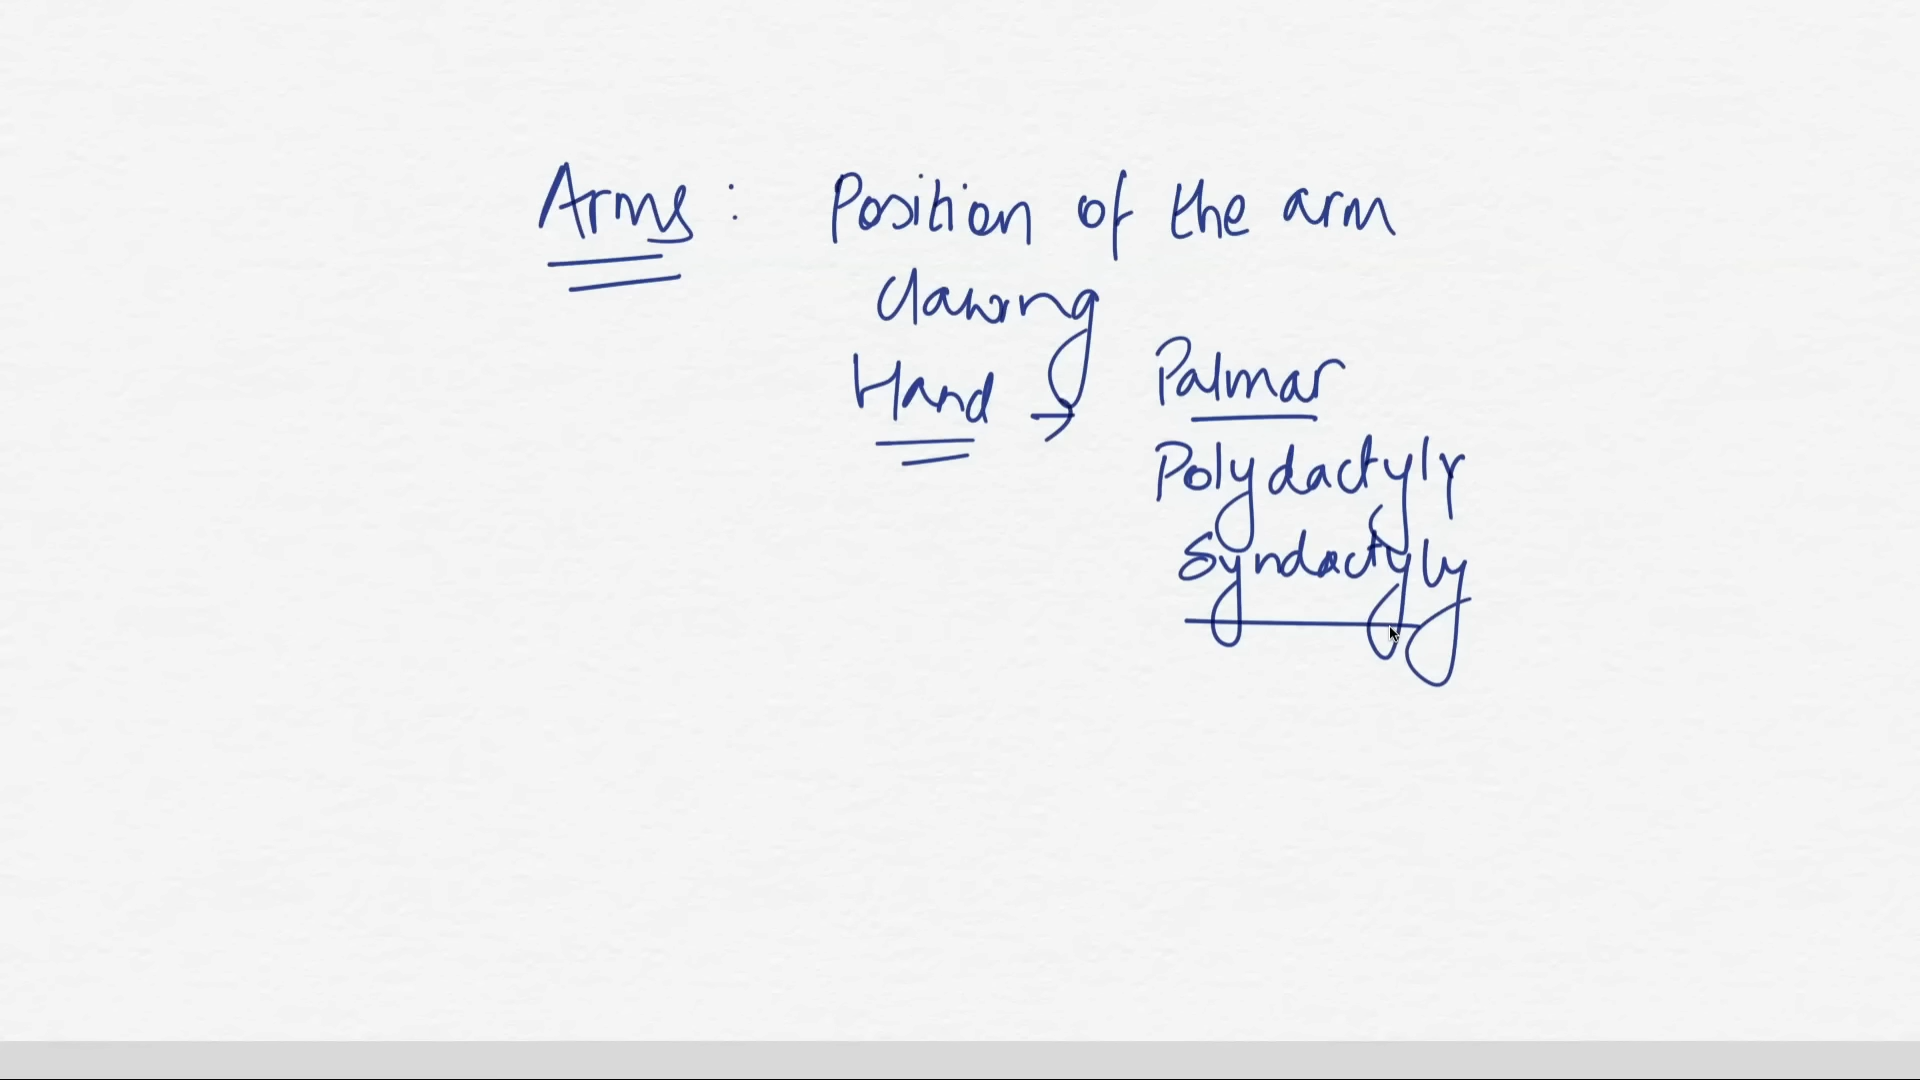 Arms : Position of the arm
Clawing
Hand → Palmar
Polydactyly
Syndactyly